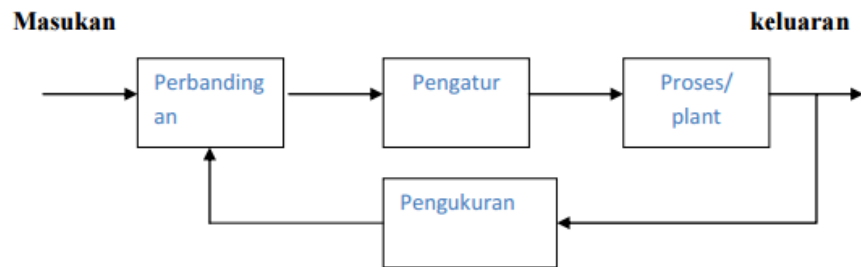 Masukan
keluaran
Perbanding
an
Pengatur
Proses/
plant
Pengukuran